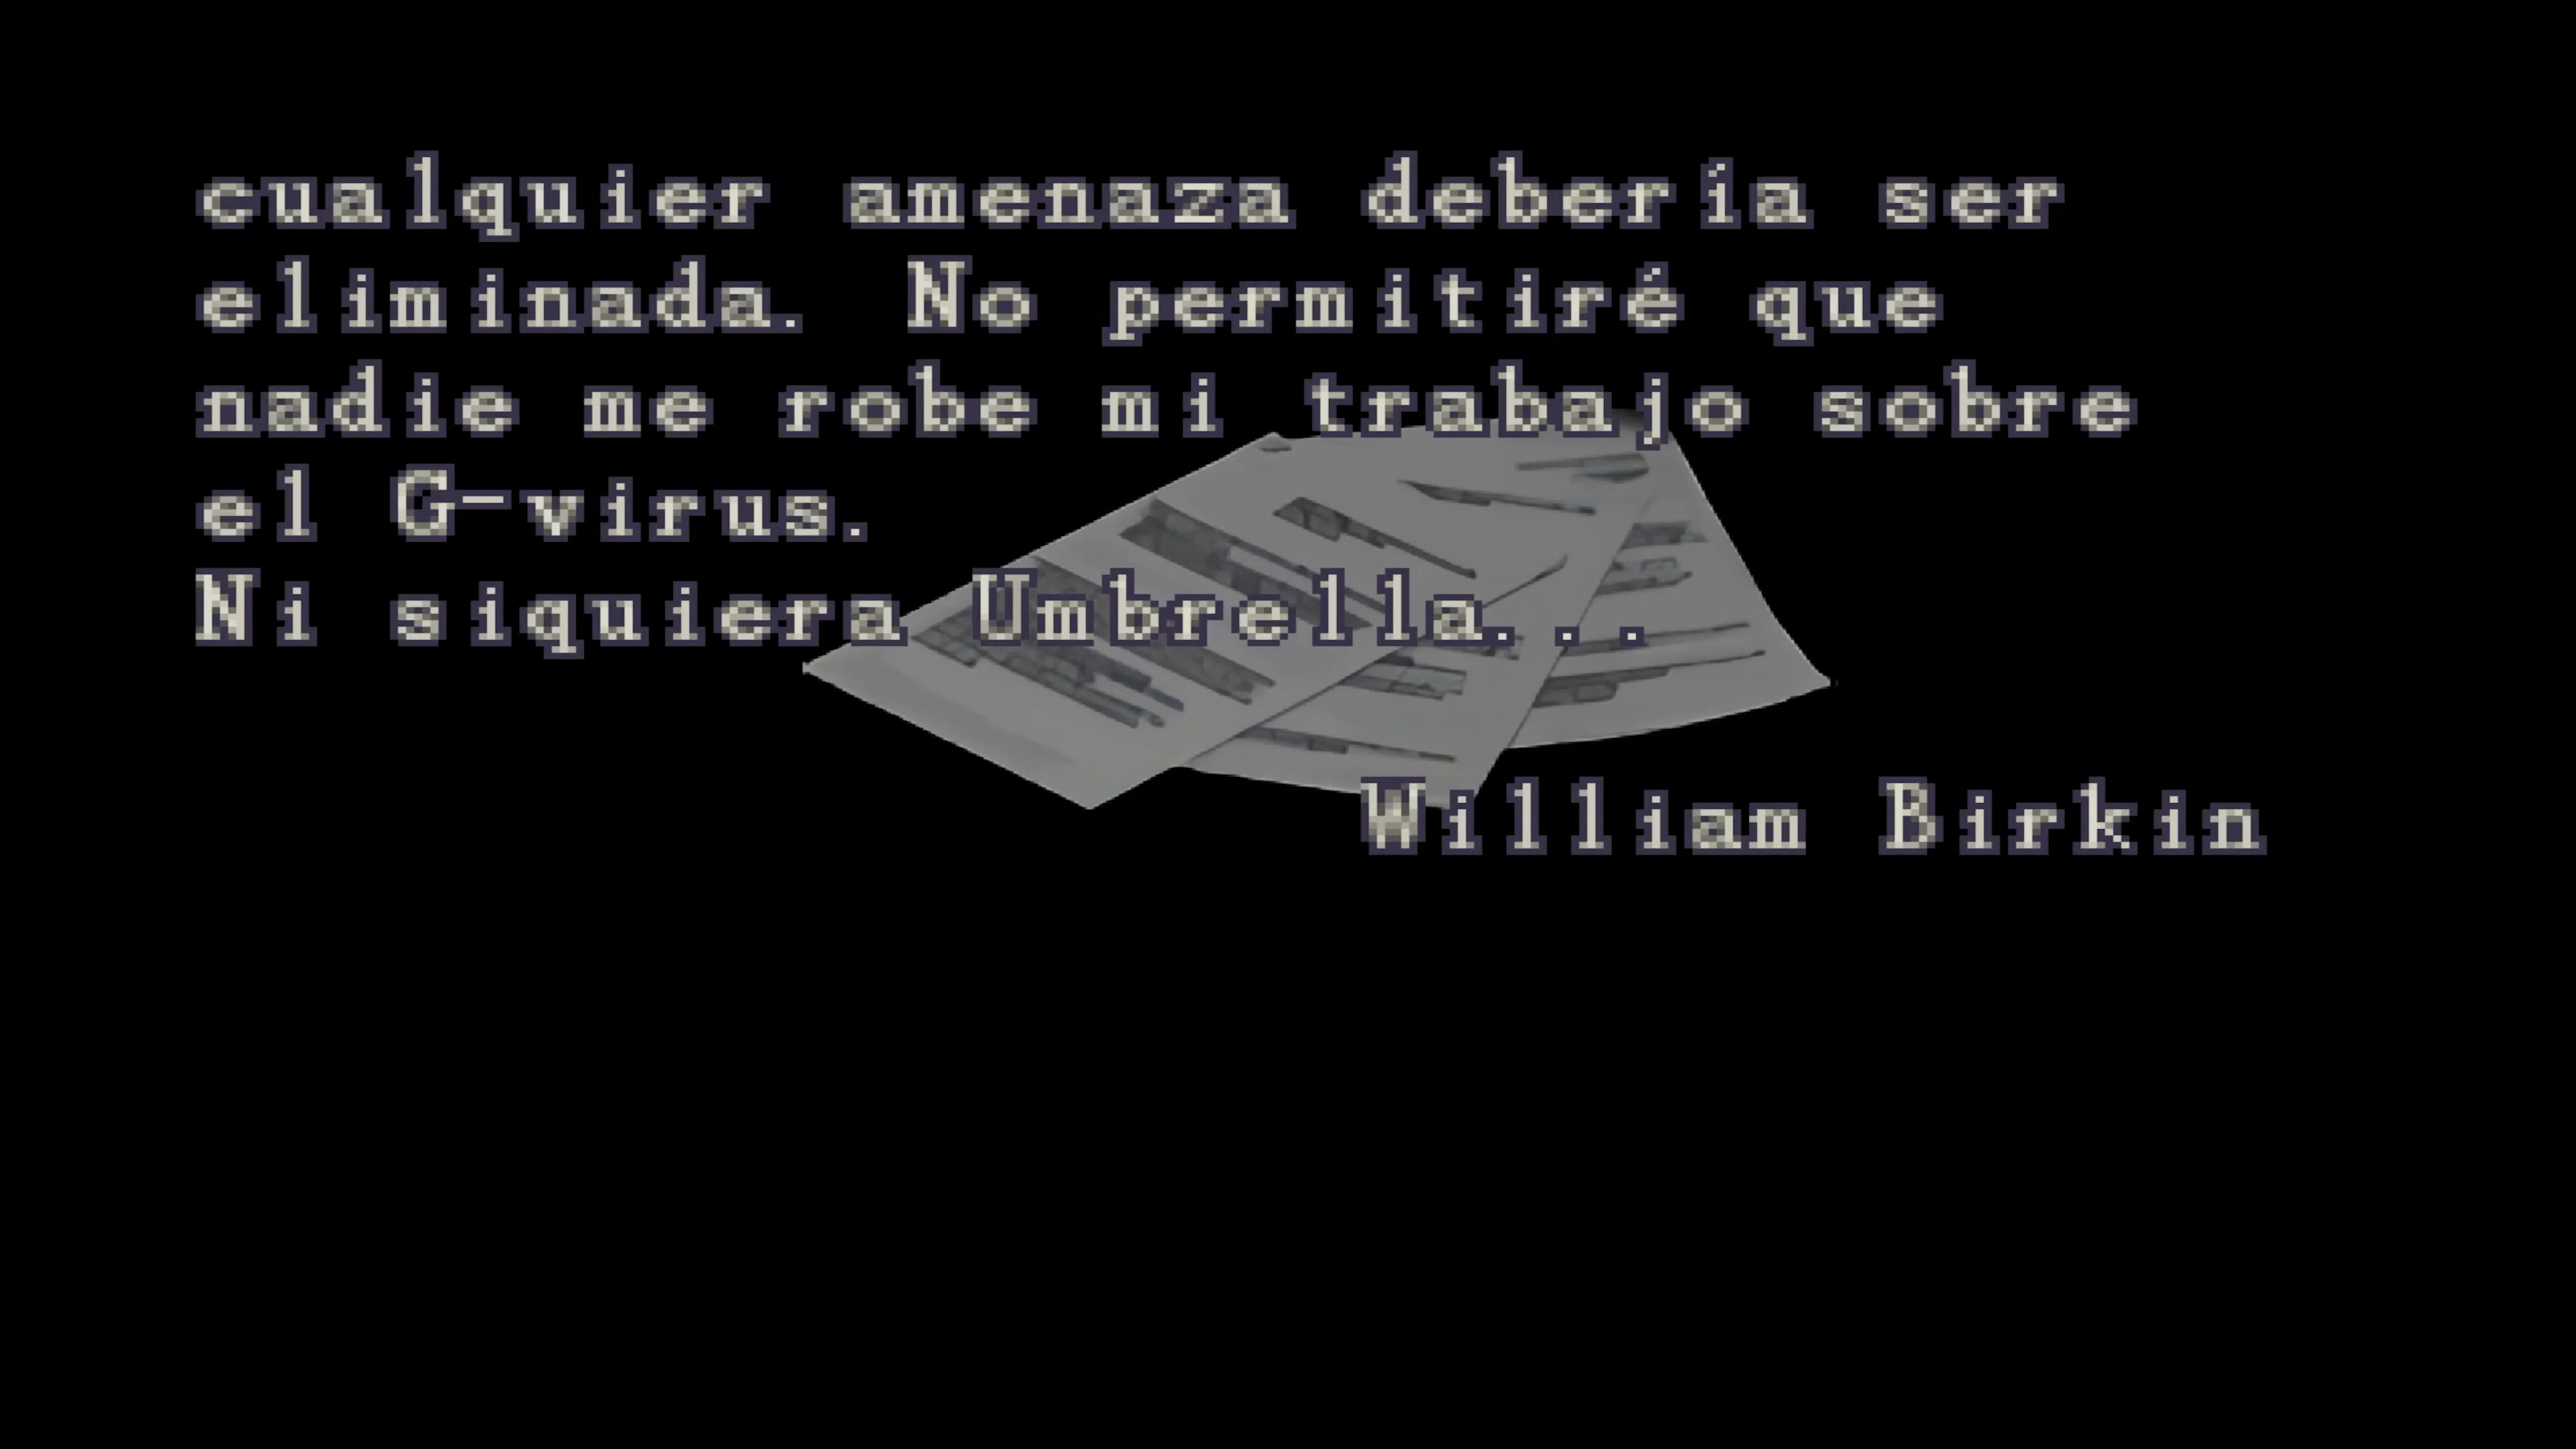 cualquier amenaza debería ser
eliminada. No permitiré que
nadie me robe mi trabajo sobre
el G-virus.
Ni siquiera Umbrella...
William Birkin